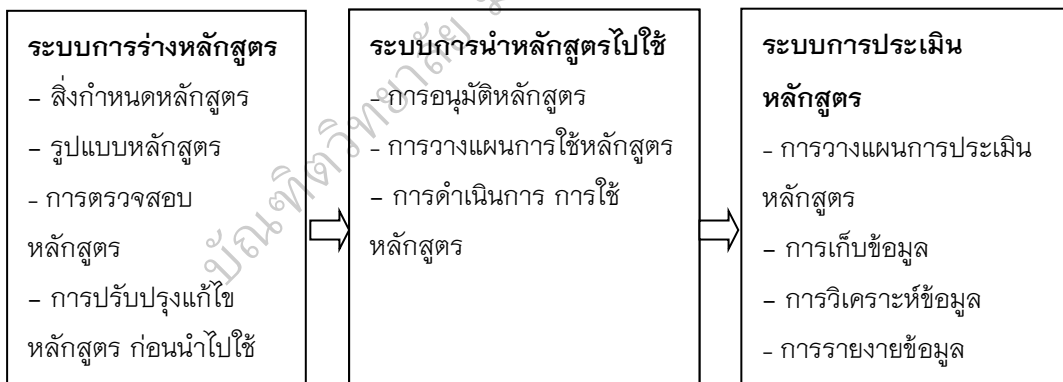 ระบบการร่างหลักสูตร
– สิ่งกำหนดหลักสูตร
– รูปแบบหลักสูตร
- การตรวจสอบ
หลักสูตร
– การปรับปรุงแก้ไข
หลักสูตร ก่อนนำไปใช้
ระบบการนำหลักสูตรไปใช้
- การอนุมัติหลักสูตร
- การวางแผนการใช้หลักสูตร
– การดำเนินการ การใช้
หลักสูตร
ระบบการประเมิน
หลักสูตร
- การวางแผนการประเมิน
หลักสูตร
– การเก็บข้อมูล
– การวิเคราะห์ข้อมูล
- การรายงายข้อมูล
บัณฑิตวิทยาลัย